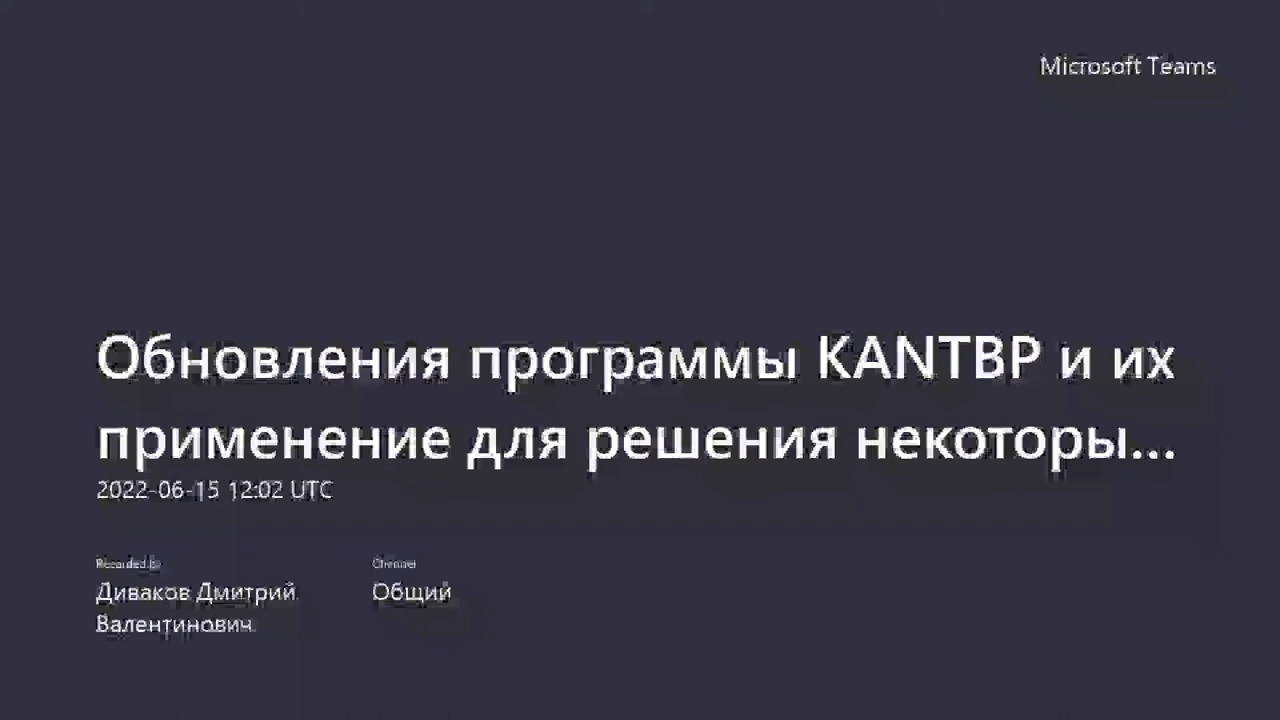 Microsoft Teams
Обновления программы KANTBP и их
применение для решения некоторы...
2022-06-15 12:02 UTC
Recorded by
Channel
Диваков Дмитрий
Общий
Валентинович